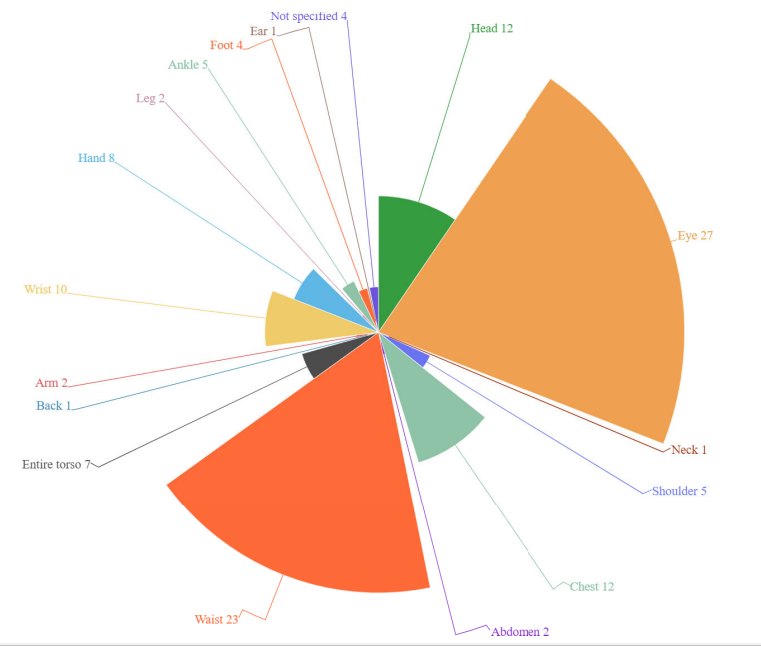 Not specified 4
Head 12
Ear 1
Foot 4
Ankle 5
Leg 2
Hand 8
Eye 27
Wrist 10
Arm 2
Back 1
Neck 1
Entire torso 7
Shoulder 5
Chest 12
Waist 23
Abdomen 2